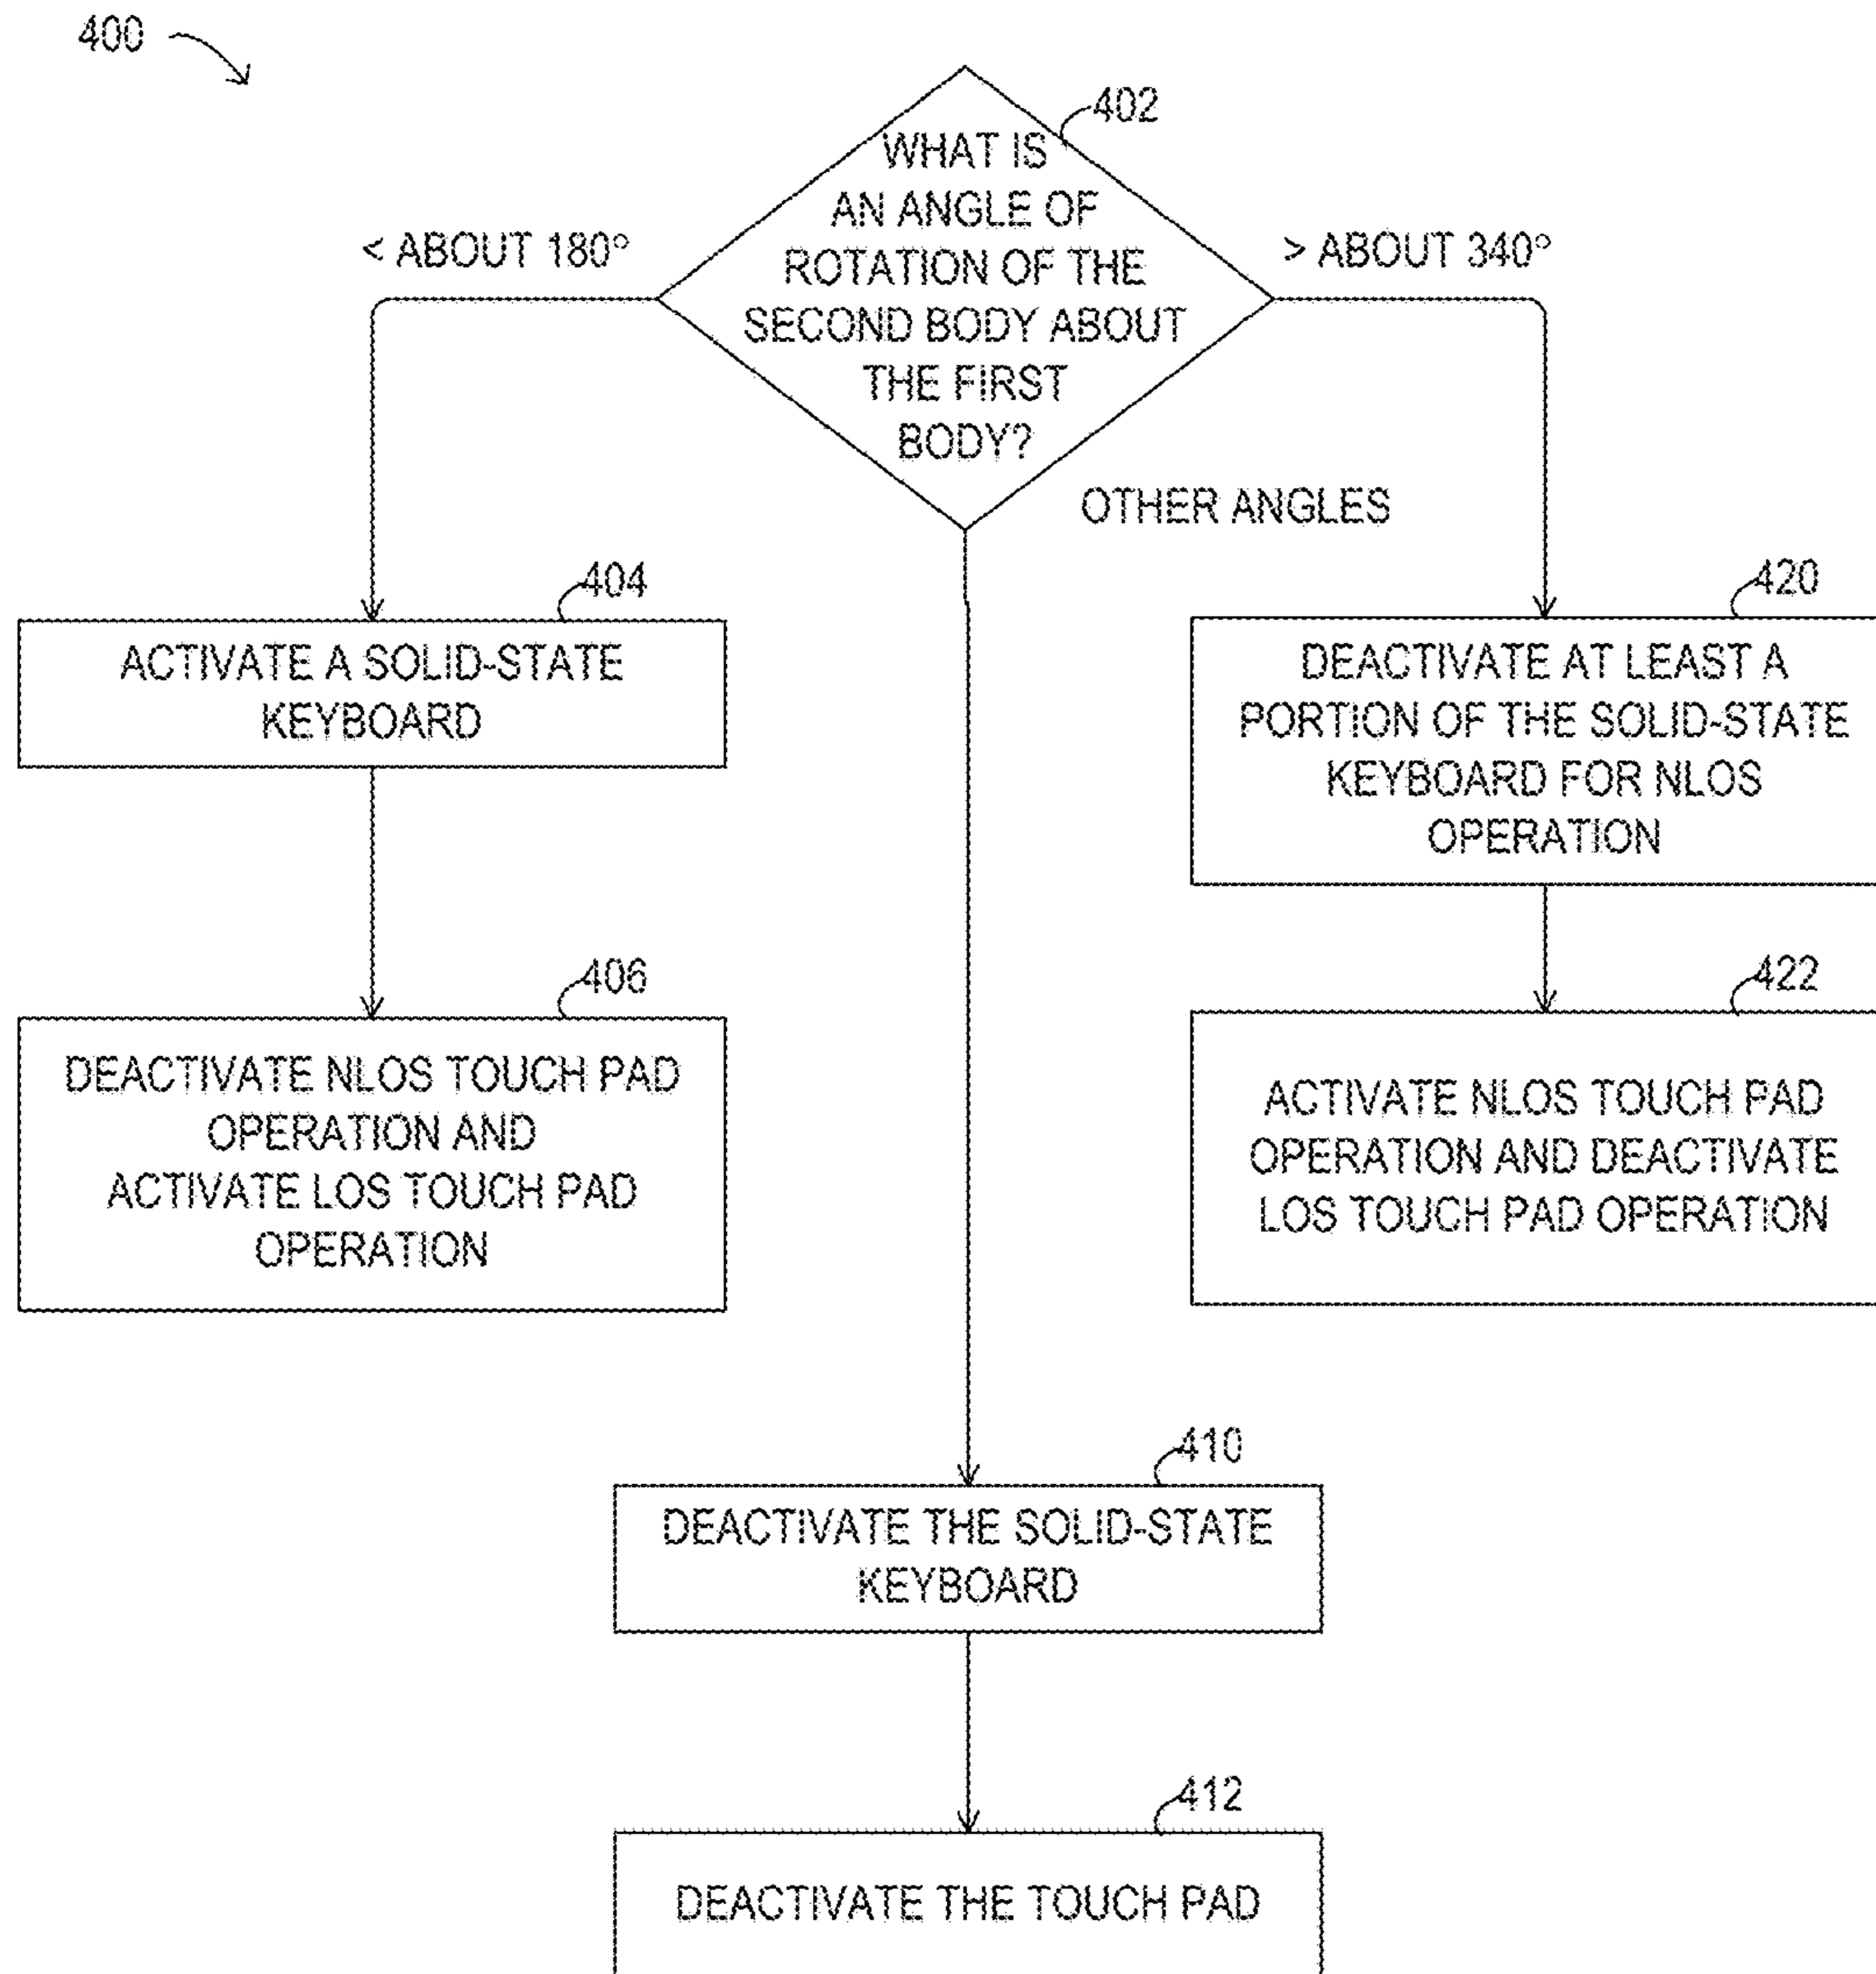 400
402
WHAT IS
AN ANGLE OF
ROTATION OF THE
SECOND BODY ABOUT
THE FIRST
BODY?
< ABOUT 180°
> ABOUT 340°
OTHER ANGLES
404
ACTIVATE A SOLID-STATE
KEYBOARD
420
DEACTIVATE AT LEAST A
PORTION OF THE SOLID-STATE
KEYBOARD FOR NLOS
OPERATION
406
DEACTIVATE NLOS TOUCH PAD
OPERATION AND
ACTIVATE LOS TOUCH PAD
OPERATION
422
ACTIVATE NLOS TOUCH PAD
OPERATION AND DEACTIVATE
LOS TOUCH PAD OPERATION
410
DEACTIVATE THE SOLID-STATE
KEYBOARD
412
DEACTIVATE THE TOUCH PAD